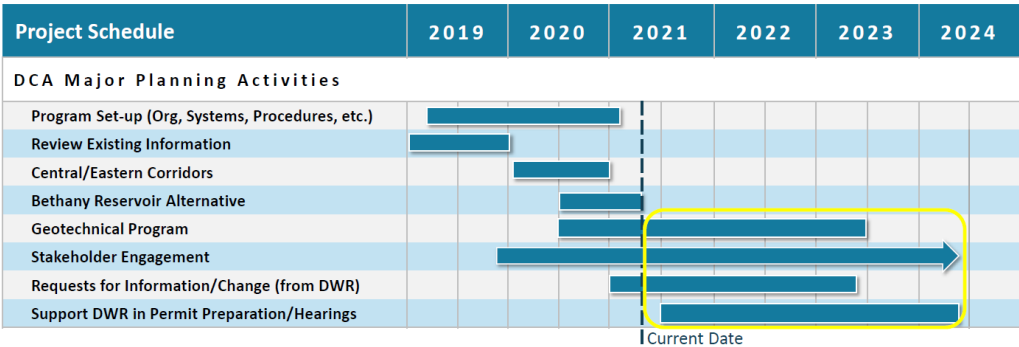 Project Schedule 2019 2020 2021 2022 2023 2024
DCA Major Planning Activities
Program Set-up (Org, Systems, Procedures, etc.)
Review Existing Information
Central/Eastern Corridors
Bethany Reservoir Alternative
Geotechnical Program
Stakeholder Engagement
Requests for Information/Change (from DWR)
Support DWR in Permit Preparation/Hearings
Current Date